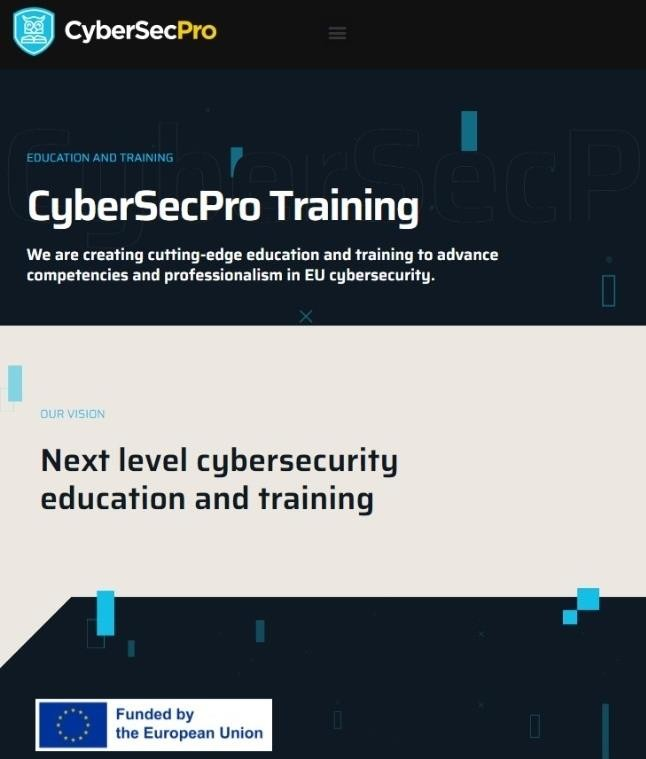 CyberSecPro
EDUCATION AND TRAINING
CyberSecP
CyberSecPro Training
We are creating cutting-edge education and training to advance
competencies and professionalism in EU cybersecurity.
OUR VISION
Next level cybersecurity
education and training
Funded by
the European Union